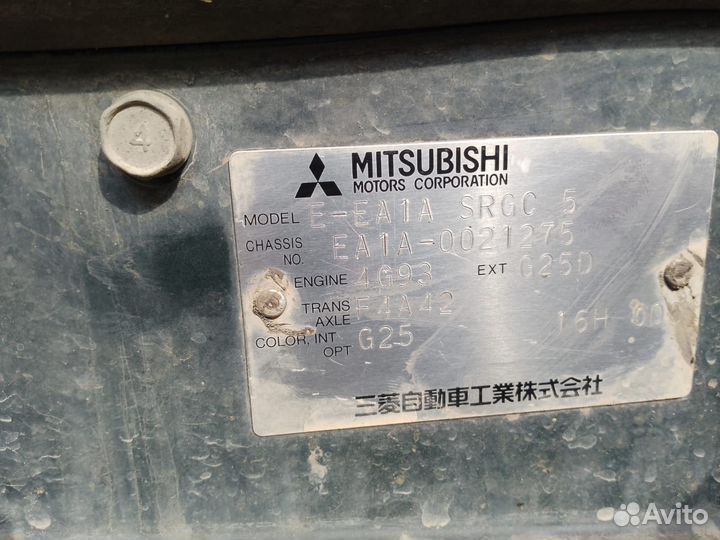 4
MITSUBISHI
MOTORS CORPORATION
MODEL E-EA1A SRGC 5
CHASSIS NO. EA1A-0021275
ENGINE 4G93 EXT G25D
TRANS AXLE F4A42
COLOR, INT OPT G25 16H 00
三菱自動車工業株式会社
Avito